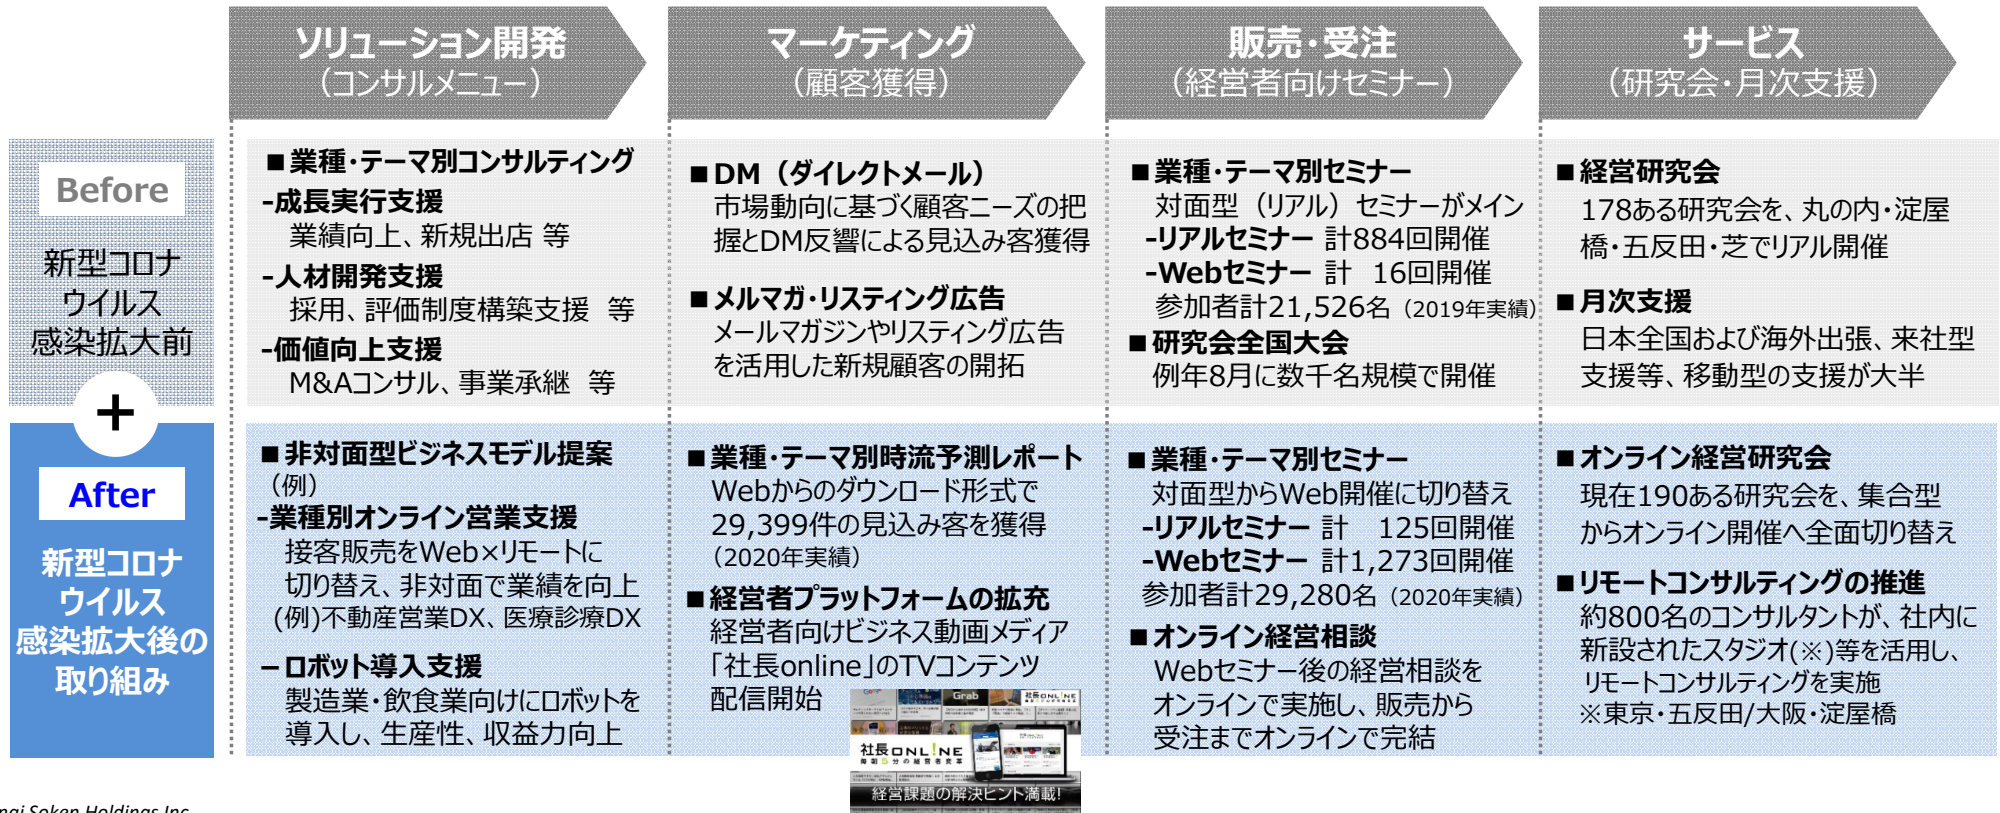 ソリューション開発
（コンサルメニュー）
マーケティング
（顧客獲得）
販売・受注
（経営者向けセミナー）
サービス
（研究会・月次支援）
Before
新型コロナ
ウイルス
感染拡大前
■業種・テーマ別コンサルティング
-成長実行支援
業績向上、新規出店 等
-人材開発支援
採用、評価制度構築支援 等
-価値向上支援
M&Aコンサル、事業承継 等
■DM（ダイレクトメール）
市場動向に基づく顧客ニーズの把
握とDM反響による見込み客獲得
■メルマガ・リスティング広告
メールマガジンやリスティング広告
を活用した新規顧客の開拓
■業種・テーマ別セミナー
対面型（リアル）セミナーがメイン
-リアルセミナー 計884回開催
-Webセミナー 計 16回開催
参加者計21,526名（2019年実績）
■研究会全国大会
例年8月に数千名規模で開催
■経営研究会
178ある研究会を、丸の内・淀屋
橋・五反田・芝でリアル開催
■月次支援
日本全国および海外出張、来社型
支援等、移動型の支援が大半
+
After
新型コロナ
ウイルス
感染拡大後の
取り組み
■非対面型ビジネスモデル提案
（例）
-業種別オンライン営業支援
接客販売をWeb×リモートに
切り替え、非対面で業績を向上
(例)不動産営業DX、医療診療DX
－ロボット導入支援
製造業・飲食業向けにロボットを
導入し、生産性、収益力向上
■業種・テーマ別時流予測レポート
Webからのダウンロード形式で
29,399件の見込み客を獲得
（2020年実績）
■経営者プラットフォームの拡充
経営者向けビジネス動画メディア
「社長online」のTVコンテンツ
配信開始
Grab
社長ONL!NE
社長ONL!NE
毎朝5分の経営者変革
経営課題の解決ヒント満載!
■業種・テーマ別セミナー
対面型からWeb開催に切り替え
-リアルセミナー 計 125回開催
-Webセミナー 計1,273回開催
参加者計29,280名（2020年実績）
■オンライン経営相談
Webセミナー後の経営相談を
オンラインで実施し、販売から
受注までオンラインで完結
■オンライン経営研究会
現在190ある研究会を、集合型
からオンライン開催へ全面切り替え
■リモートコンサルティングの推進
約800名のコンサルタントが、社内に
新設されたスタジオ(※)等を活用し、
リモートコンサルティングを実施
※東京・五反田/大阪・淀屋橋
Soken Holdings Inc